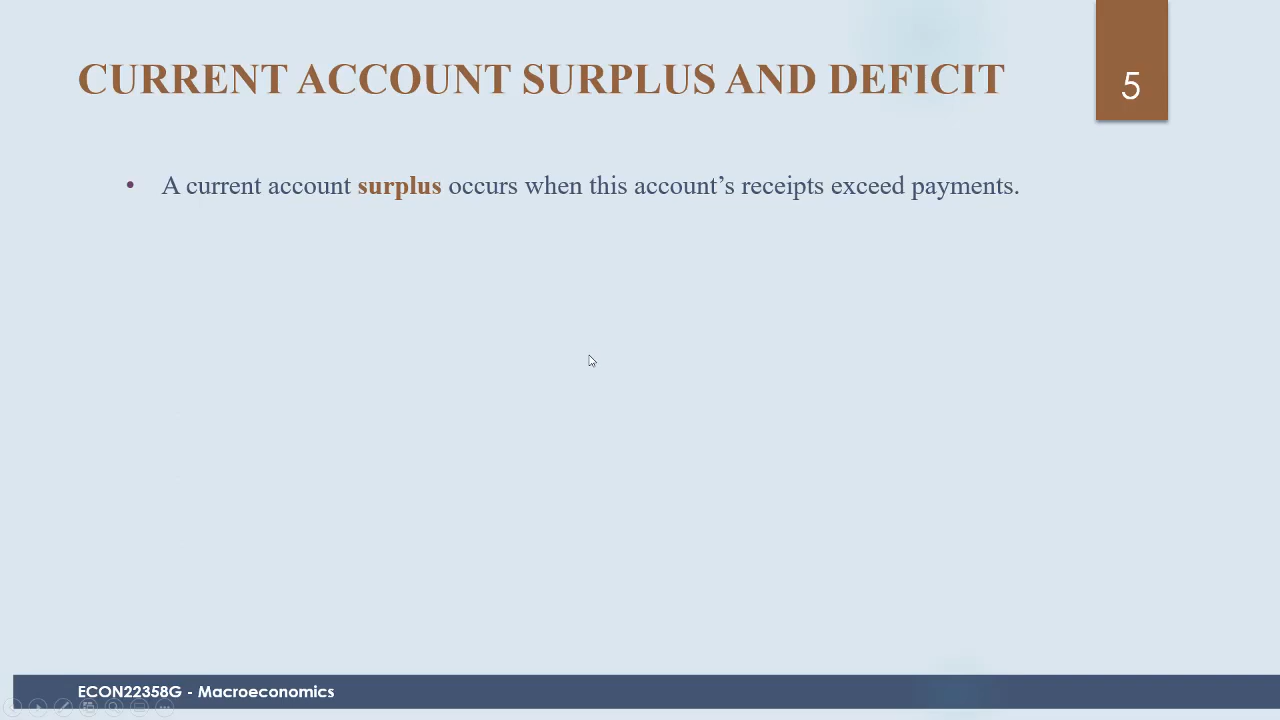 CURRENT ACCOUNT SURPLUS AND DEFICIT
5
• A current account surplus occurs when this account’s receipts exceed payments.
ECON22358G - Macroeconomics